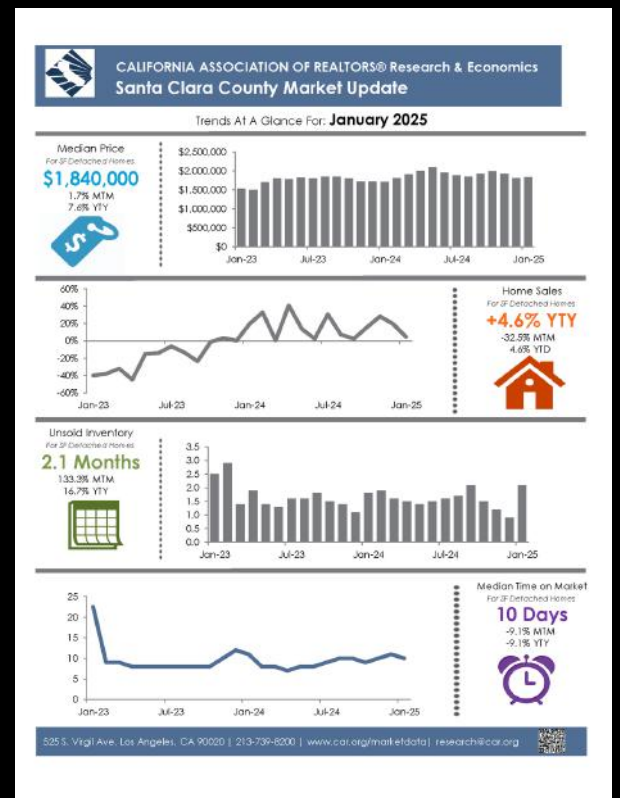 CALIFORNIA ASSOCIATION OF REALTORS® Research & Economics
Santa Clara County Market Update
Trends At A Glance For: January 2025
Median Price
For SF Detached Homes
$1,840,000
1.7% MTM
7.6% YTY
$2,500,000
$2,000,000
$1,500,000
$1,000,000
$500,000
$0
Jan-23 Jul-23 Jan-24 Jul-24 Jan-25
60%
40%
20%
0%
-20%
-40%
-60%
Jan-23 Jul-23 Jan-24 Jul-24 Jan-25
Home Sales
For SF Detached Homes
+4.6% YTY
-32.5% MTM
4.6% YTD
Unsold Inventory
For SF Detached Homes
2.1 Months
133.3% MTM
16.7% YTY
3.5
3.0
2.5
2.0
1.5
1.0
0.5
0.0
Jan-23 Jul-23 Jan-24 Jul-24 Jan-25
25
20
15
10
5
0
Jan-23 Jul-23 Jan-24 Jul-24 Jan-25
Median Time on Market
For SF Detached Homes
10 Days
-9.1% MTM
-9.1% YTY
525 S. Virgil Ave. Los Angeles, CA 90020 | 213-739-8200 | www.car.org/marketdata| research@car.org